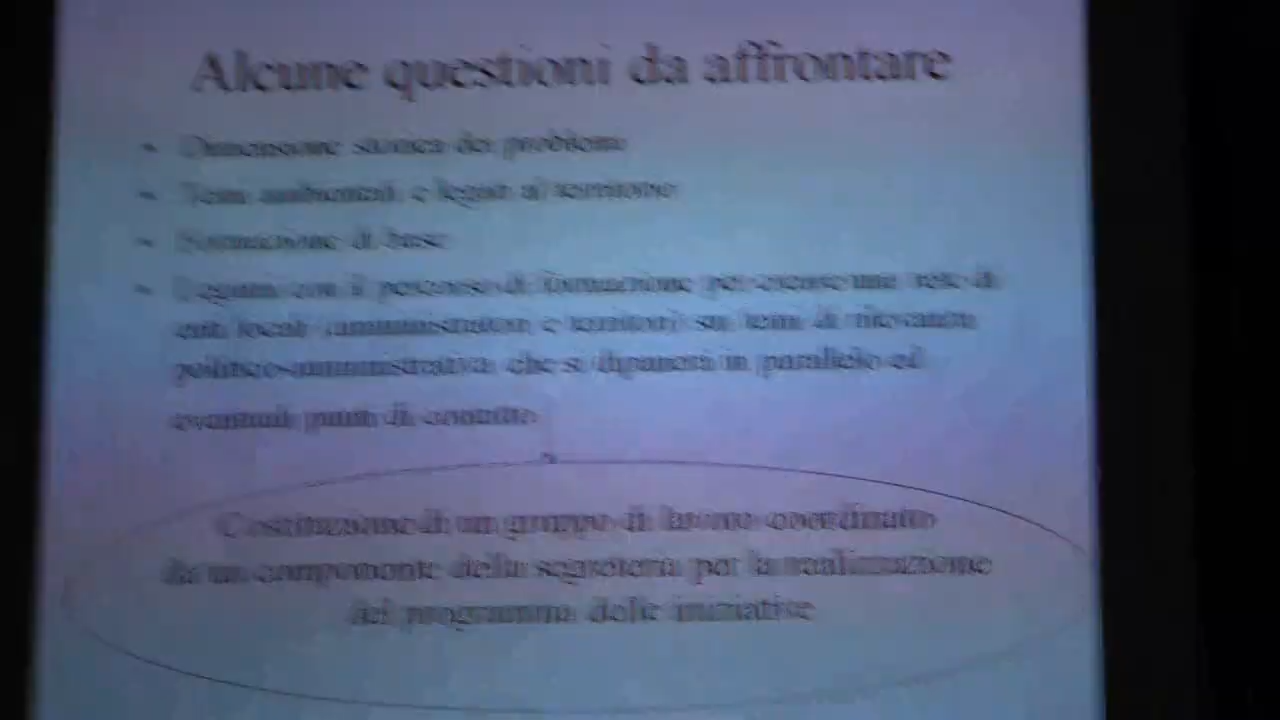 Alcune questioni da affrontare
• Dimensione storica dei problemi
• Temi ambientali e legati al territorio
• Formazione di base
• Legami con il percorso di formazione per creare una rete di
enti locali (amministratori e territori) su temi di rilevanza
politico-amministrativa che si dipanerà in parallelo ed
eventuali punti di contatto
Costituzione di un gruppo di lavoro coordinato
da un componente della segreteria per la realizzazione
del programma delle iniziative